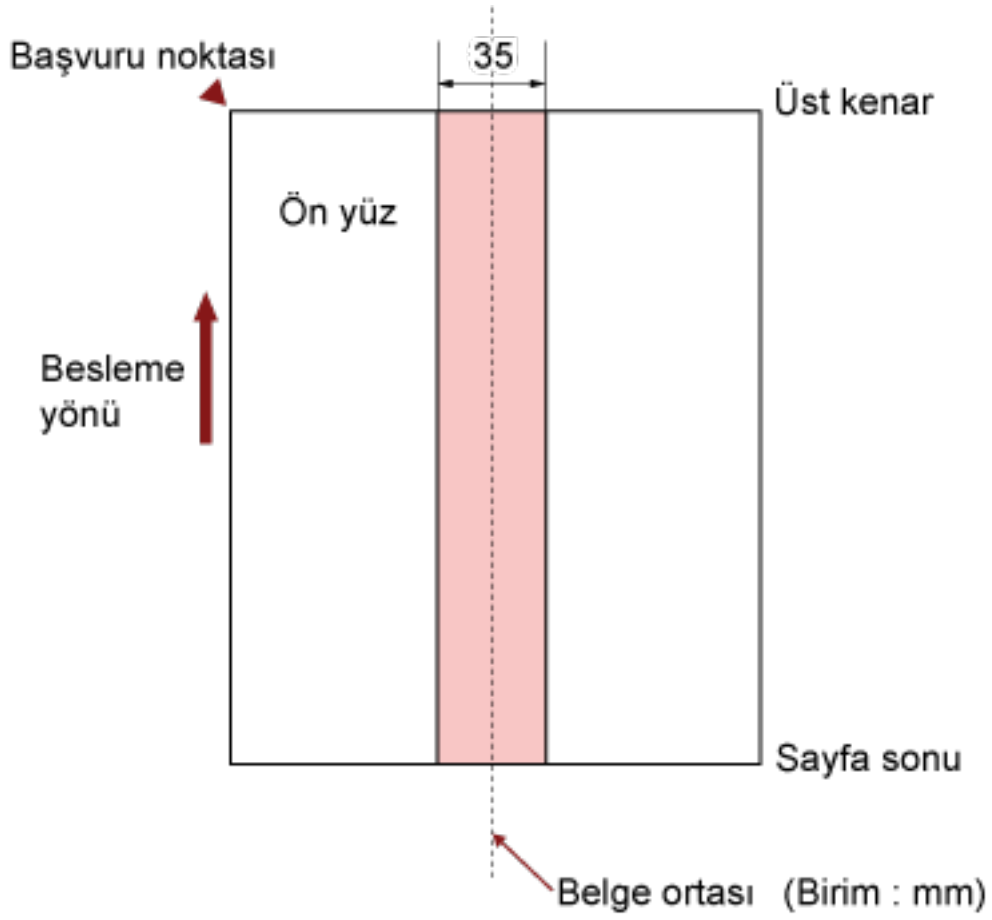 Başvuru noktası
35
Üst kenar
Ön yüz
Besleme
yönü
Sayfa sonu
Belge ortası (Birim : mm)